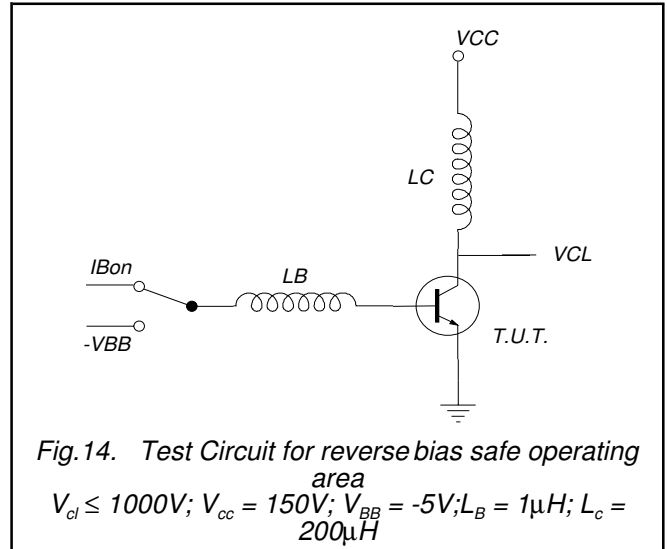 VCC
LC
IBon
LB
VCL
-VBB
T.U.T.
Fig.14. Test Circuit for reverse bias safe operating
area
Vcl ≤ 1000V; Vcc = 150V; VBB = -5V;LB = 1μH; Lc =
200μH